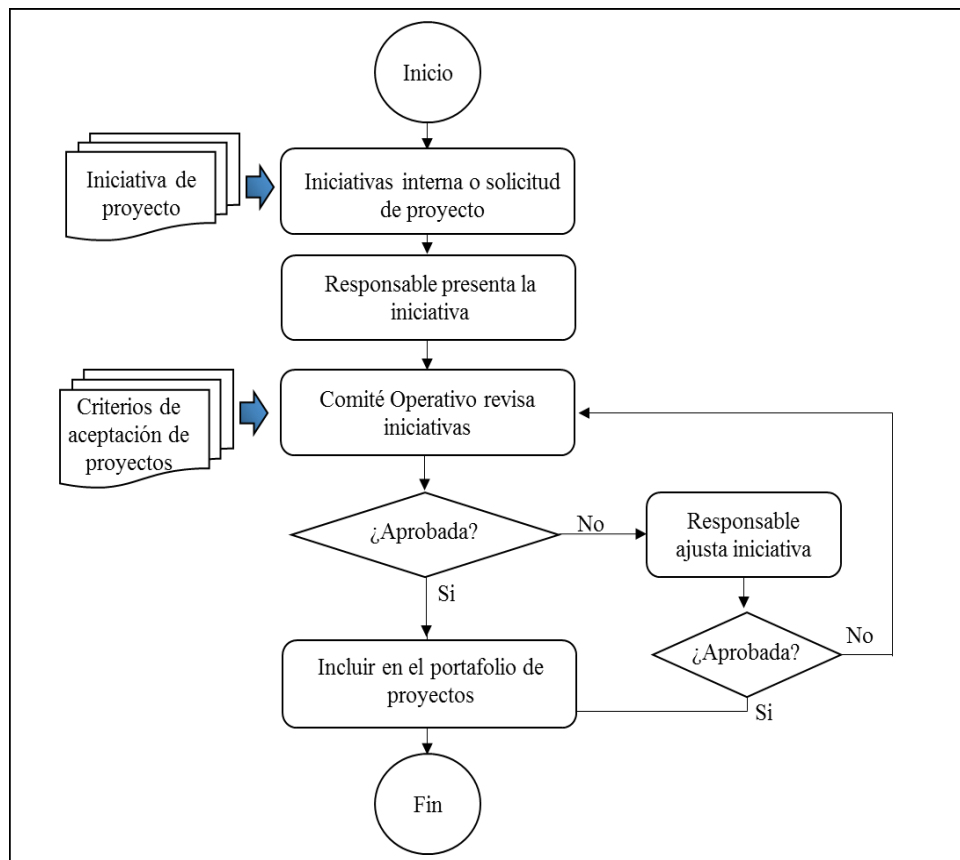 Inicio
Iniciativa de
proyecto
Iniciativas interna o solicitud
de proyecto
Responsable presenta la
iniciativa
Criterios de
aceptación de
proyectos
Comité Operativo revisa
iniciativas
¿Aprobada?
No
Responsable
ajusta iniciativa
Si
¿Aprobada?
No
Incluir en el portafolio de
proyectos
Si
Fin